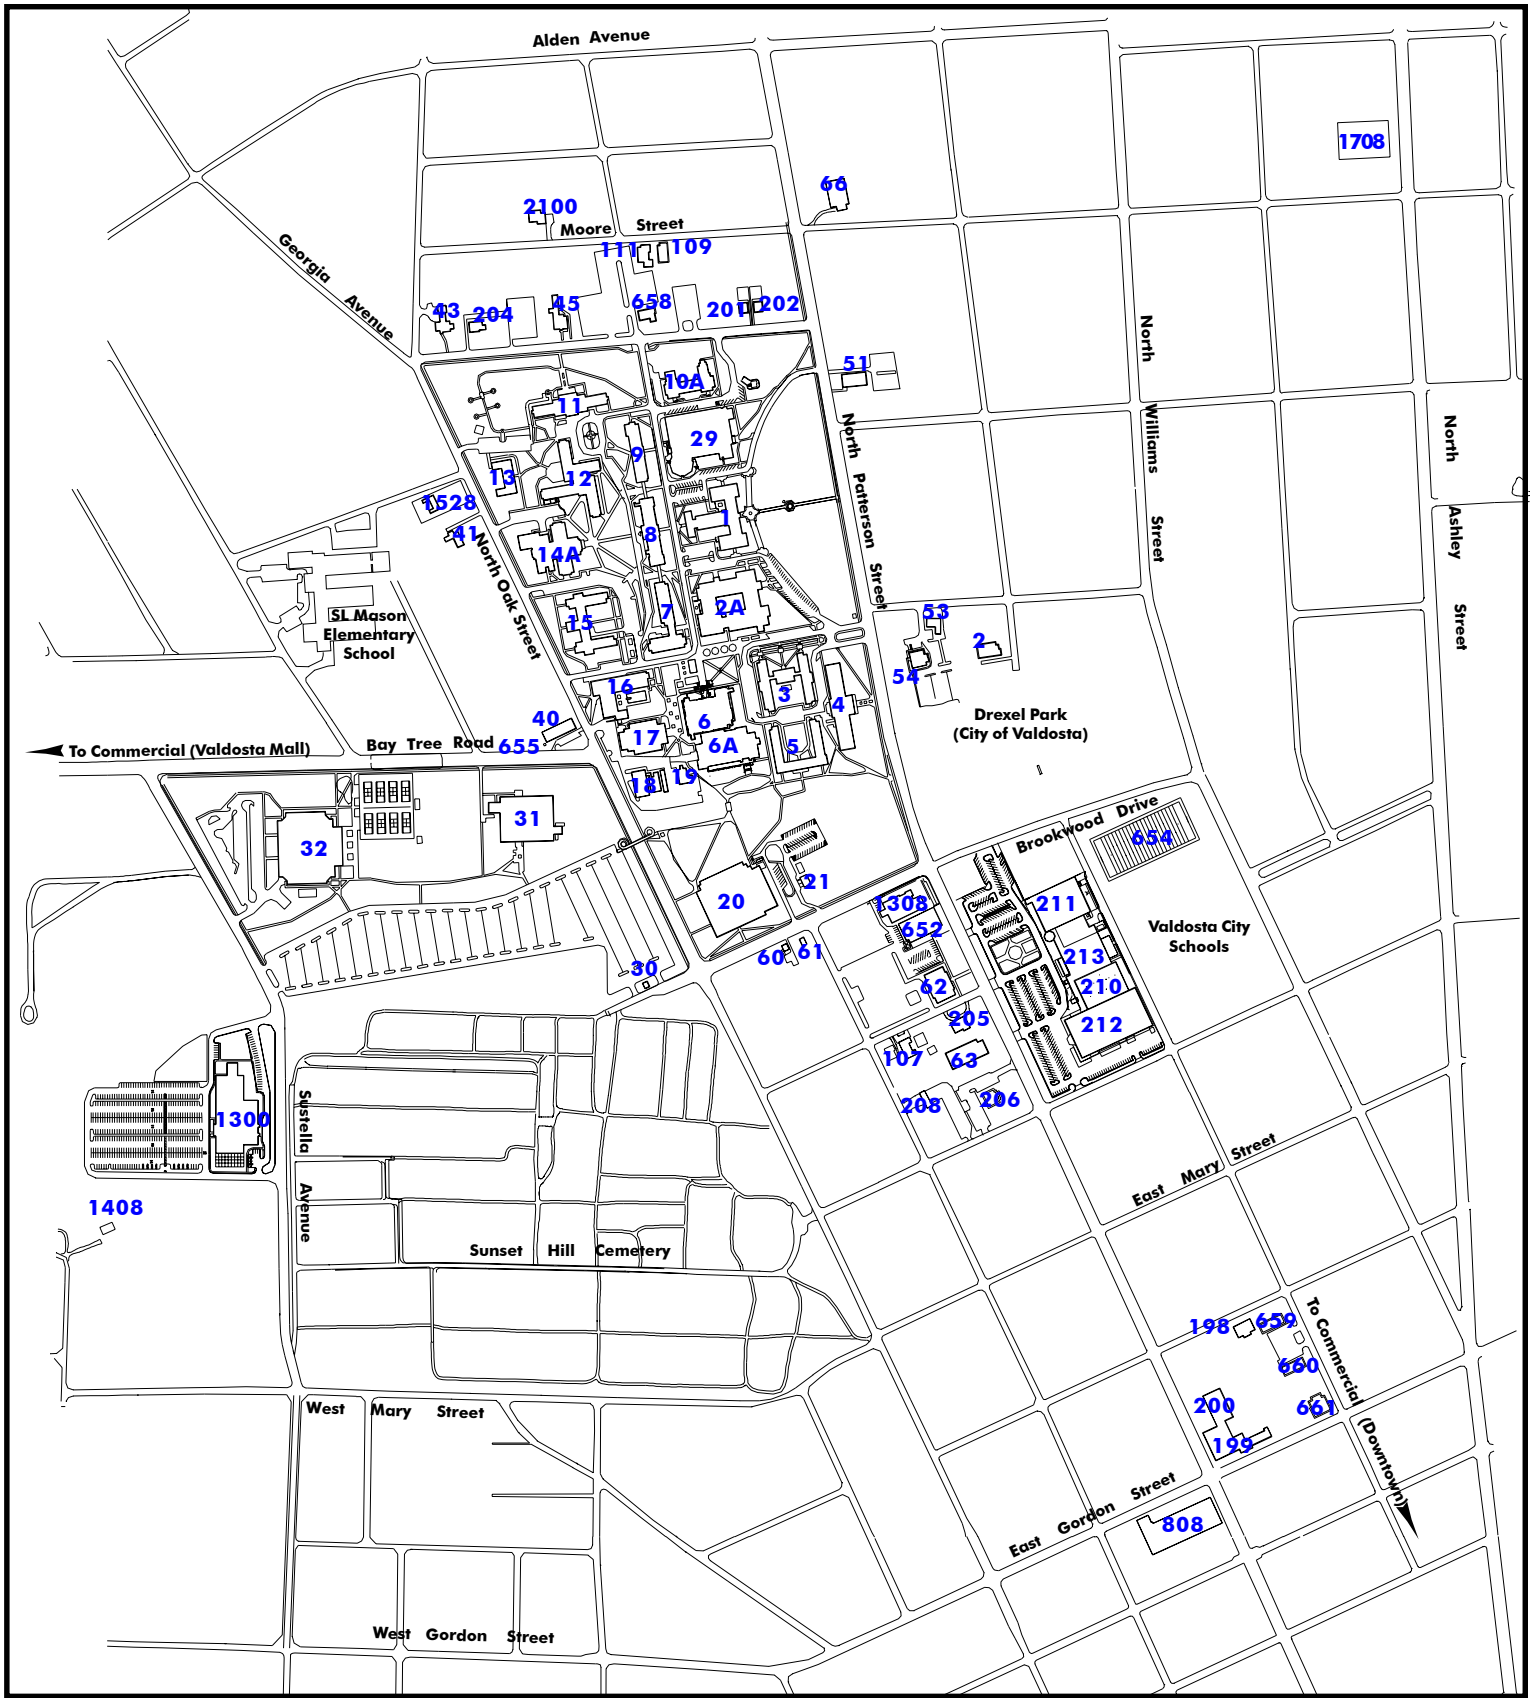 Alden Avenue
1708
66
2100
Moore Street
111
109
Georgia Avenue
43
204
45
658
201
202
North Williams Street
51
10A
11
29
North Patterson Street
North Ashley Street
9
13
12
1528
1
41
8
14A
North Oak Street
2A
7
15
53
SL Mason
Elementary
School
2
54
16
3
4
40
6
Drexel Park
(City of Valdosta)
17
655
6A
5
To Commercial (Valdosta Mall)
Bay Tree Road
19
18
31
Brookwood Drive
654
32
21
20
1308
211
652
Valdosta City
Schools
60
61
213
30
62
210
205
212
107
63
206
208
1300
Sustella Avenue
East Mary Street
1408
Sunset Hill Cemetery
198
659
To Commercial (Downtown)
660
200
661
West Mary Street
199
East Gordon Street
808
West Gordon Street